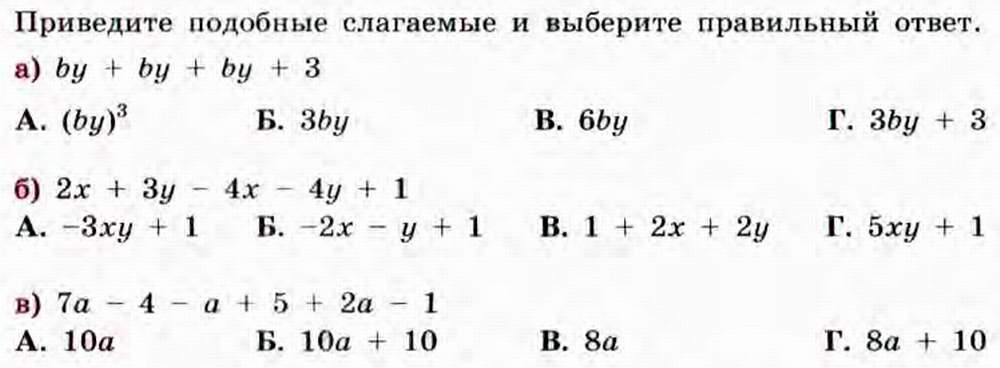 Приведите подобные слагаемые и выберите правильный ответ.
а) by + by + by + 3
А. (by)³ Б. 3by В. 6by Г. 3by + 3
б) 2x + 3y − 4x − 4y + 1
А. −3xy + 1 Б. −2x − y + 1 В. 1 + 2x + 2y Г. 5xy + 1
в) 7a − 4 − a + 5 + 2a − 1
А. 10a Б. 10a + 10 В. 8a Г. 8a + 10